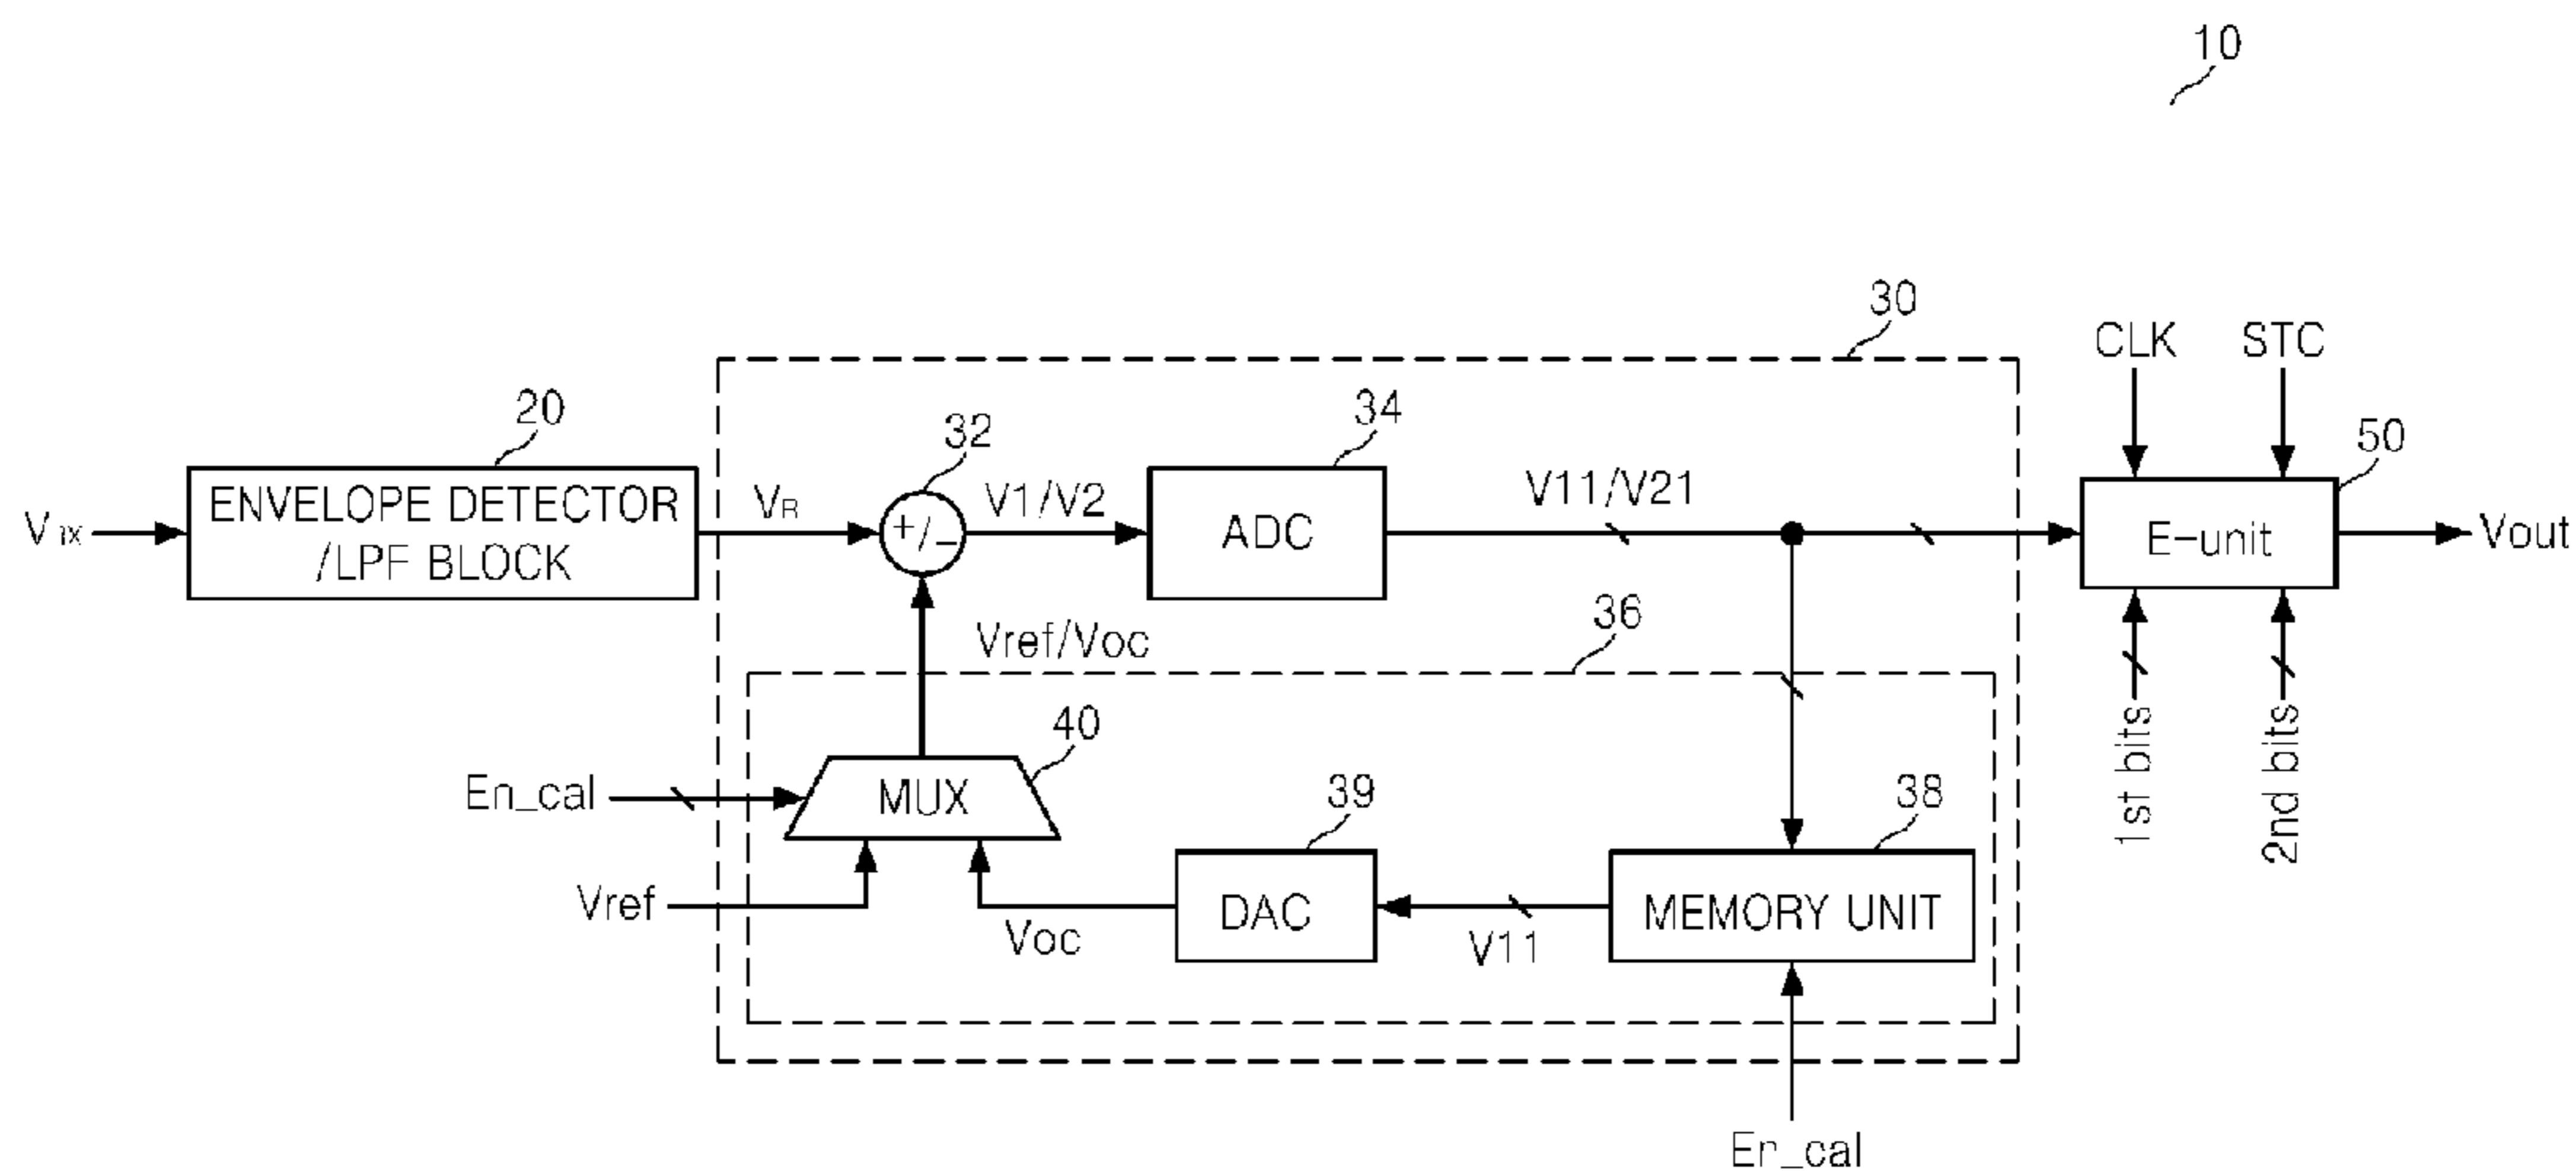 10
30
CLK STC
20
32
34
50
ENVELOPE DETECTOR
/LPF BLOCK
VR
+/-
V1/V2
ADC
V11/V21
E-unit
Vout
36
Vref/Voc
40
En_cal
MUX
39
38
1st bits
2nd bits
Vref
Voc
DAC
V11
MEMORY UNIT
En_cal